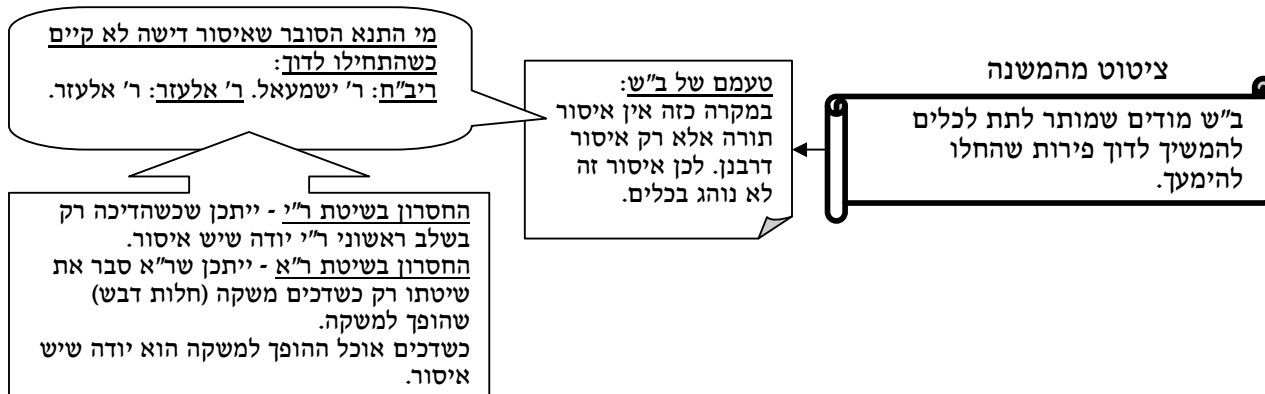 ציטוט מהמשנה
ב"ש מודים שמותר לתת לכלים
להמשיך לדוך פירות שהחלו
להימעך.
טעמם של ב"ש:
במקרה כזה אין איסור
תורה אלא רק איסור
דרבנן. לכן איסור זה
לא נוהג בכלים.
מי התנא הסובר שאיסור דישה לא קיים
כשהתחילו לדוך:
ריב"ח: ר' ישמעאל. ר' אלעזר: ר' אלעזר.
החסרון בשיטת ר"י - ייתכן שכשהדיכה רק
בשלב ראשוני ר"י יודה שיש איסור.
החסרון בשיטת ר"א - ייתכן שר"א סבר את
שיטתו רק כשדכים משקה (חלות דבש)
שהופך למשקה.
כשדכים אוכל ההופך למשקה הוא יודה שיש
איסור.